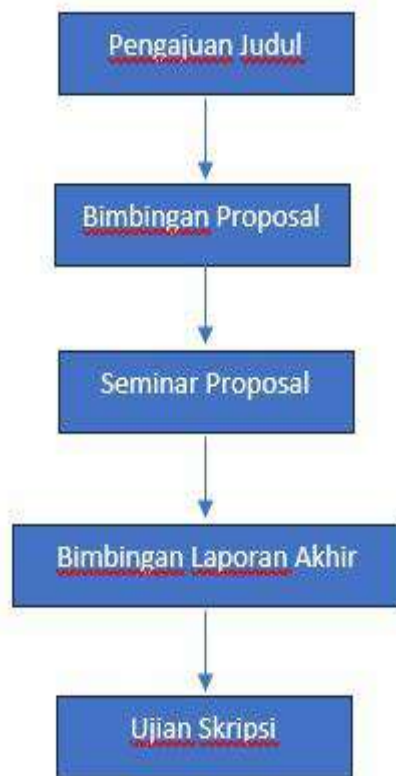 Pengajuan Judul
Bimbingan Proposal
Seminar Proposal
Bimbingan Laporan Akhir
Ujian Skripsi